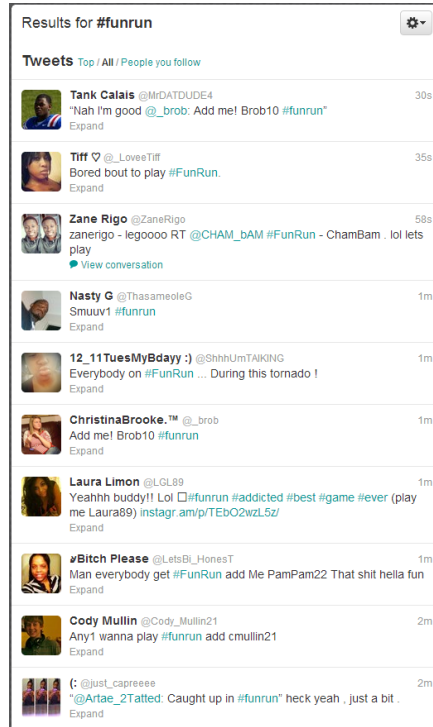 Results for #funrun
Tweets Top / All / People you follow
Tank Calais @MrDATDUDE4 30s
“Nah I'm good @_brob: Add me! Brob10 #funrun”
Expand
Tiff ♡ @_LoveeTiff 35s
Bored bout to play #FunRun.
Expand
Zane Rigo @ZaneRigo 58s
zanerigo - legoooo RT @CHAM_bAM #FunRun - ChamBam . lol lets
play
View conversation
Nasty G @ThasameoleG 1m
Smuuv1 #funrun
Expand
12_11TuesMyBdayy :) @ShhhUmTAlKING 1m
Everybody on #FunRun ... During this tornado !
Expand
ChristinaBrooke.™ @_brob 1m
Add me! Brob10 #funrun
Expand
Laura Limon @LGL89 1m
Yeahhh buddy!! Lol □#funrun #addicted #best #game #ever (play
me Laura89) instagr.am/p/TEbO2wzL5z/
Expand
Bitch Please @LetsBi_HonesT 1m
Man everybody get #FunRun add Me PamPam22 That shit hella fun
Expand
Cody Mullin @Cody_Mullin21 2m
Any1 wanna play #funrun add cmullin21
Expand
(: @just_capreeee 2m
“@Artae_2Tatted: Caught up in #funrun” heck yeah , just a bit .
Expand